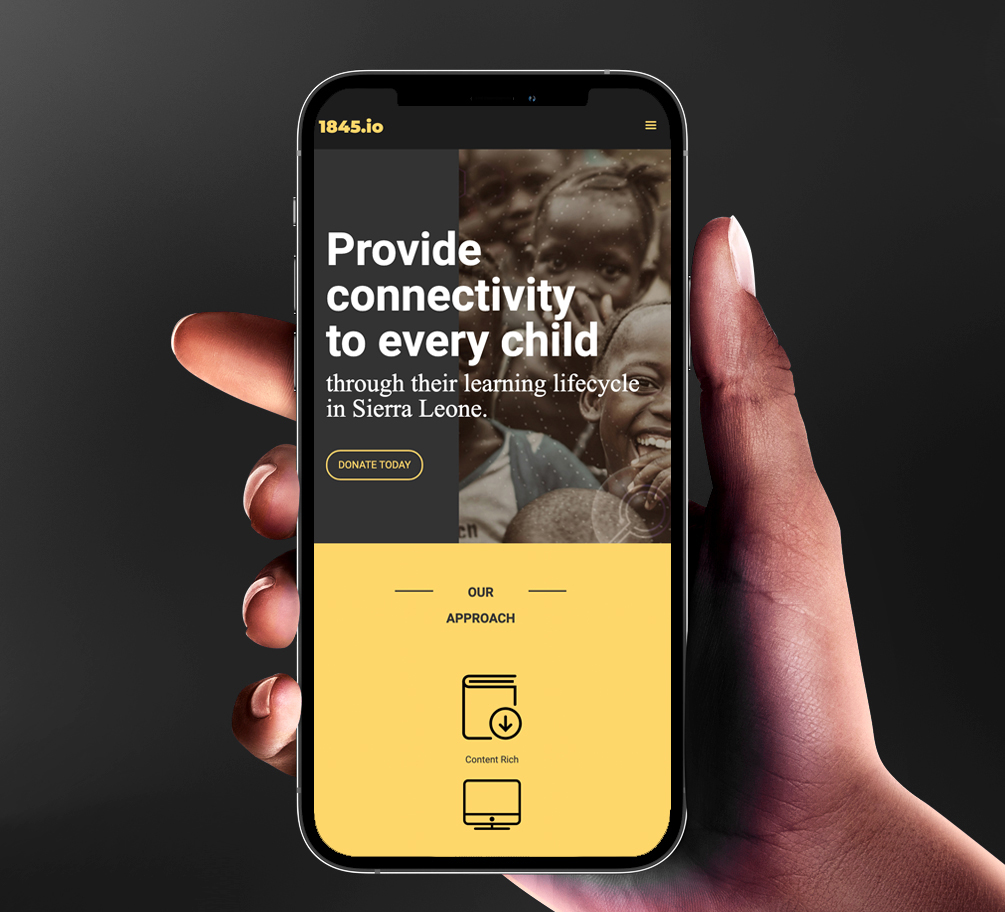 1845.io
Provide
connectivity
to every child
through their learning lifecycle
in Sierra Leone.
DONATE TODAY
OUR
APPROACH
Content Rich